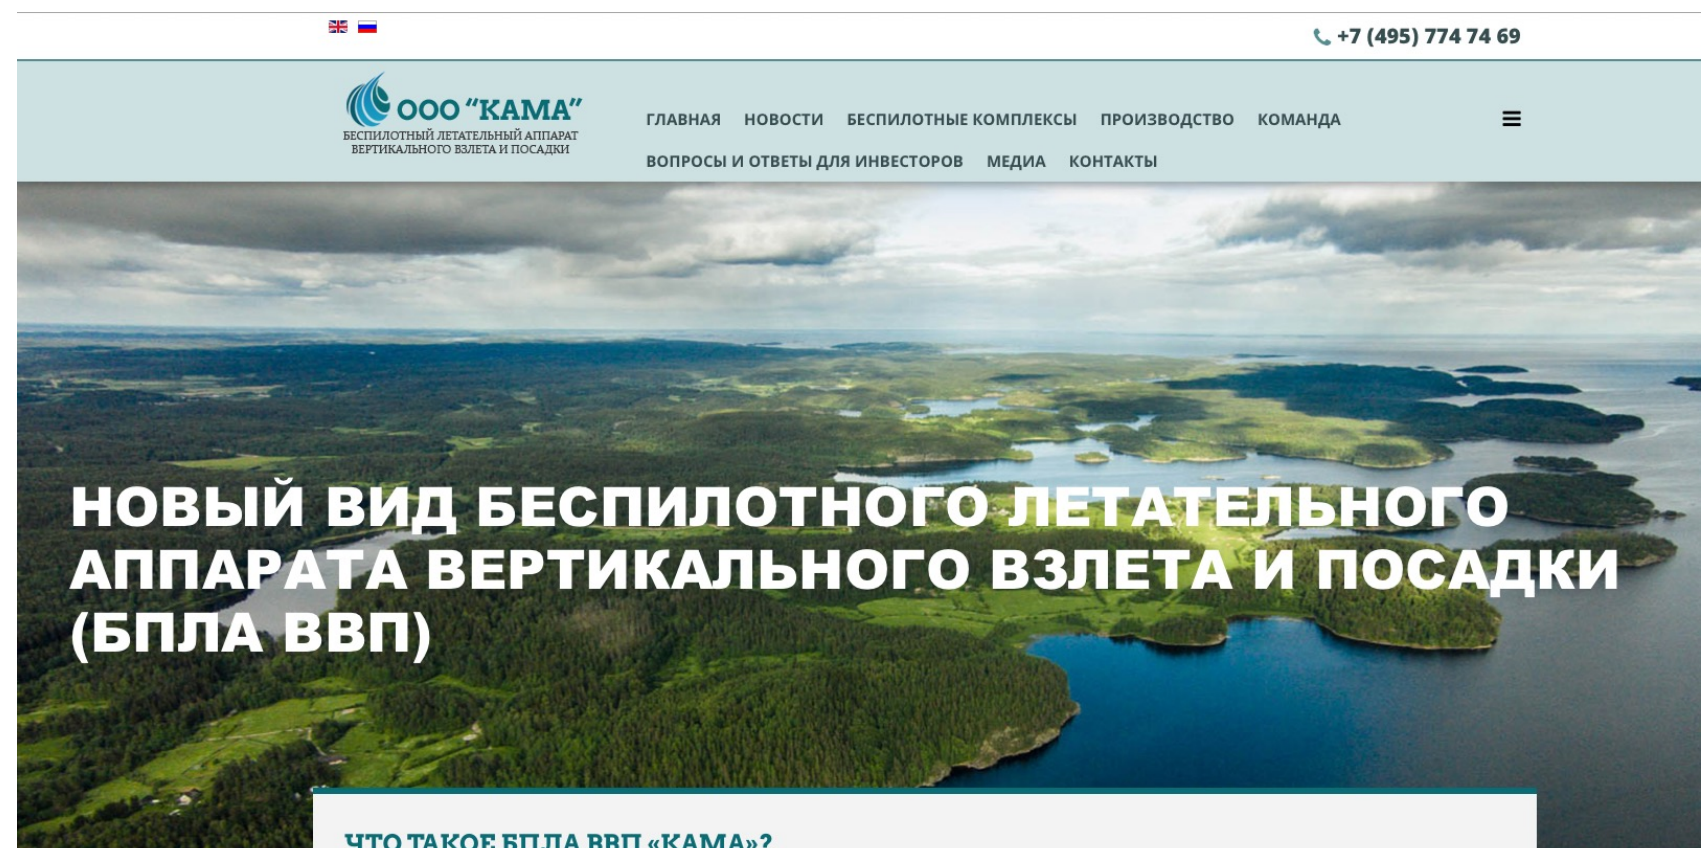 +7 (495) 774 74 69
ООО "КАМА"
БЕСПИЛОТНЫЙ ЛЕТАТЕЛЬНЫЙ АППАРАТ
ВЕРТИКАЛЬНОГО ВЗЛЕТА И ПОСАДКИ
ГЛАВНАЯ НОВОСТИ БЕСПИЛОТНЫЕ КОМПЛЕКСЫ ПРОИЗВОДСТВО КОМАНДА
ВОПРОСЫ И ОТВЕТЫ ДЛЯ ИНВЕСТОРОВ МЕДИА КОНТАКТЫ
НОВЫЙ ВИД БЕСПИЛОТНОГО ЛЕТАТЕЛЬНОГО
АППАРАТА ВЕРТИКАЛЬНОГО ВЗЛЕТА И ПОСАДКИ
(БПЛА ВВП)
ЧТО ТАКОЕ БПЛА ВВП «КАМА»?